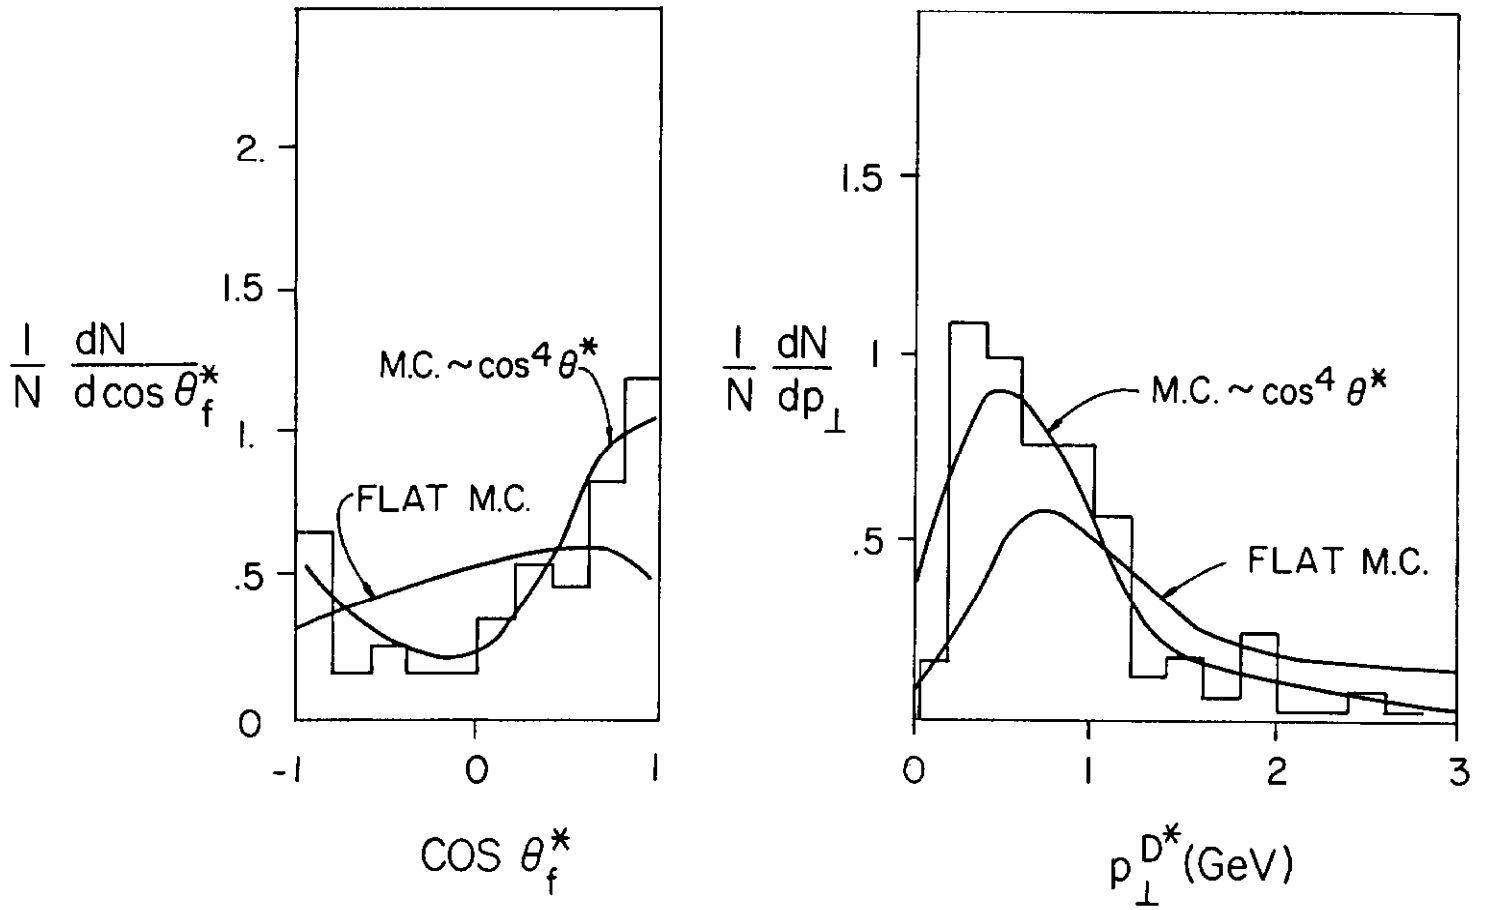 2.
1.5
1.
.5
0
-1 0 1
1/N dN/d cos θ*f
M.C. ~ cos⁴ θ*
FLAT M.C.
COS θ*f
1.5
1
.5
0 1 2 3
1/N dN/dp⊥
M.C. ~ cos⁴ θ*
FLAT M.C.
p⊥D* (GeV)